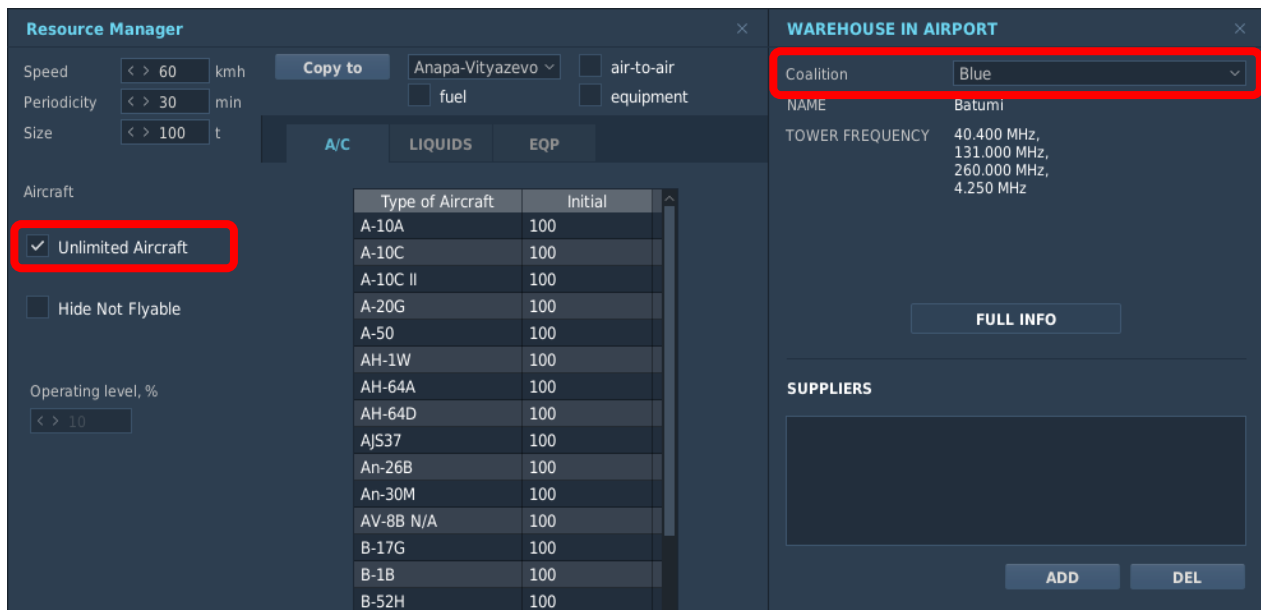 Resource Manager
Speed < > 60 kmh
Periodicity < > 30 min
Size < > 100 t
Copy to Anapa-Vityazevo air-to-air
fuel equipment
A/C LIQUIDS EQP
Aircraft
Unlimited Aircraft
Hide Not Flyable
Operating level, %
< > 10
Type of Aircraft Initial
A-10A 100
A-10C 100
A-10C II 100
A-20G 100
A-50 100
AH-1W 100
AH-64A 100
AH-64D 100
AJS37 100
An-26B 100
An-30M 100
AV-8B N/A 100
B-17G 100
B-1B 100
B-52H 100
WAREHOUSE IN AIRPORT
Coalition Blue
NAME Batumi
TOWER FREQUENCY 40.400 MHz,
131.000 MHz,
260.000 MHz,
4.250 MHz
FULL INFO
SUPPLIERS
ADD DEL